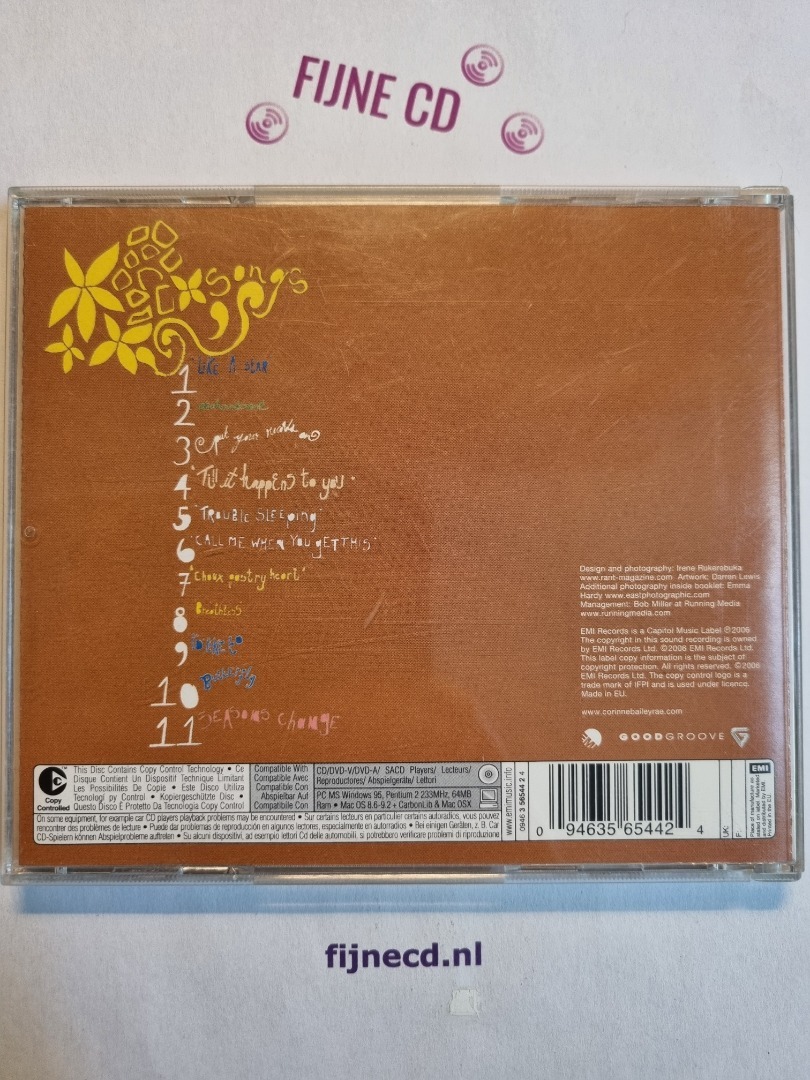 FIJNE CD
Songs
1 "LIKE A STAR
2
3 put your records on
4 "Till it happens to you"
5 "TROUBLE SLEEPING"
6 "CALL ME WHEN YOU GET THIS"
7 "Choux pastry heart"
8 Breathless
9
10 Butterfly
11 SEASONS CHANGE
Design and photography: Irene Rukerebuka
www.rant-magazine.com Artwork: Darren Lewis
Additional photography inside booklet: Emma
Hardy www.eastphotographic.com
Management: Bob Miller at Running Media
www.runningmedia.com
EMI Records is a Capitol Music Label ℗2006
The copyright in this sound recording is owned
by EMI Records Ltd. ©2006 EMI Records Ltd.
This label copy information is the subject of
copyright protection. All rights reserved. ©2006
EMI Records Ltd. The copy control logo is a
trade mark of IFPI and is used under licence.
Made in EU.
www.corinnebaileyrae.com
GOODGROOVE
Copy
Controlled
This Disc Contains Copy Control Technology • Ce
Disque Contient Un Dispositif Technique Limitant
Les Possibilités De Copie • Este Disco Utiliza
Tecnologí py Control • Kopiergeschützte Disc •
Questo Disco È Protetto Da Tecnologia Copy Control
Compatible With
Compatible Avec
Compatible Con
Abspielbar Auf
Compatibile Con
CD/DVD-V/DVD-A/ SACD Players/ Lecteurs/
Reproductores/ Abspielgeräte/ Lettori
PC MS Windows 95, Pentium 2 233MHz, 64MB
Ram • Mac OS 8.6-9.2 + CarbonLib & Mac OSX
On some equipment, for example car CD players playback problems may be encountered • Sur certains lecteurs en particulier certains autoradios, vous pouvez
rencontrer des problèmes de lecture • Puede dar problemas de reproducción en algunos lectores, especialmente en autorradios • Bei einigen Geräten, z. B. Car
CD-Spielern können Abspielprobleme auftreten • Su alcuni dispositivi, ad esempio lettori Cd delle automobili, si potrebbero verificare problemi di riproduzione
www.emimusic.info
0946 3 56544 2 4
0 94635 65442 4
UK:
F:
EMI
Printed in the EU.
fijnecd.nl